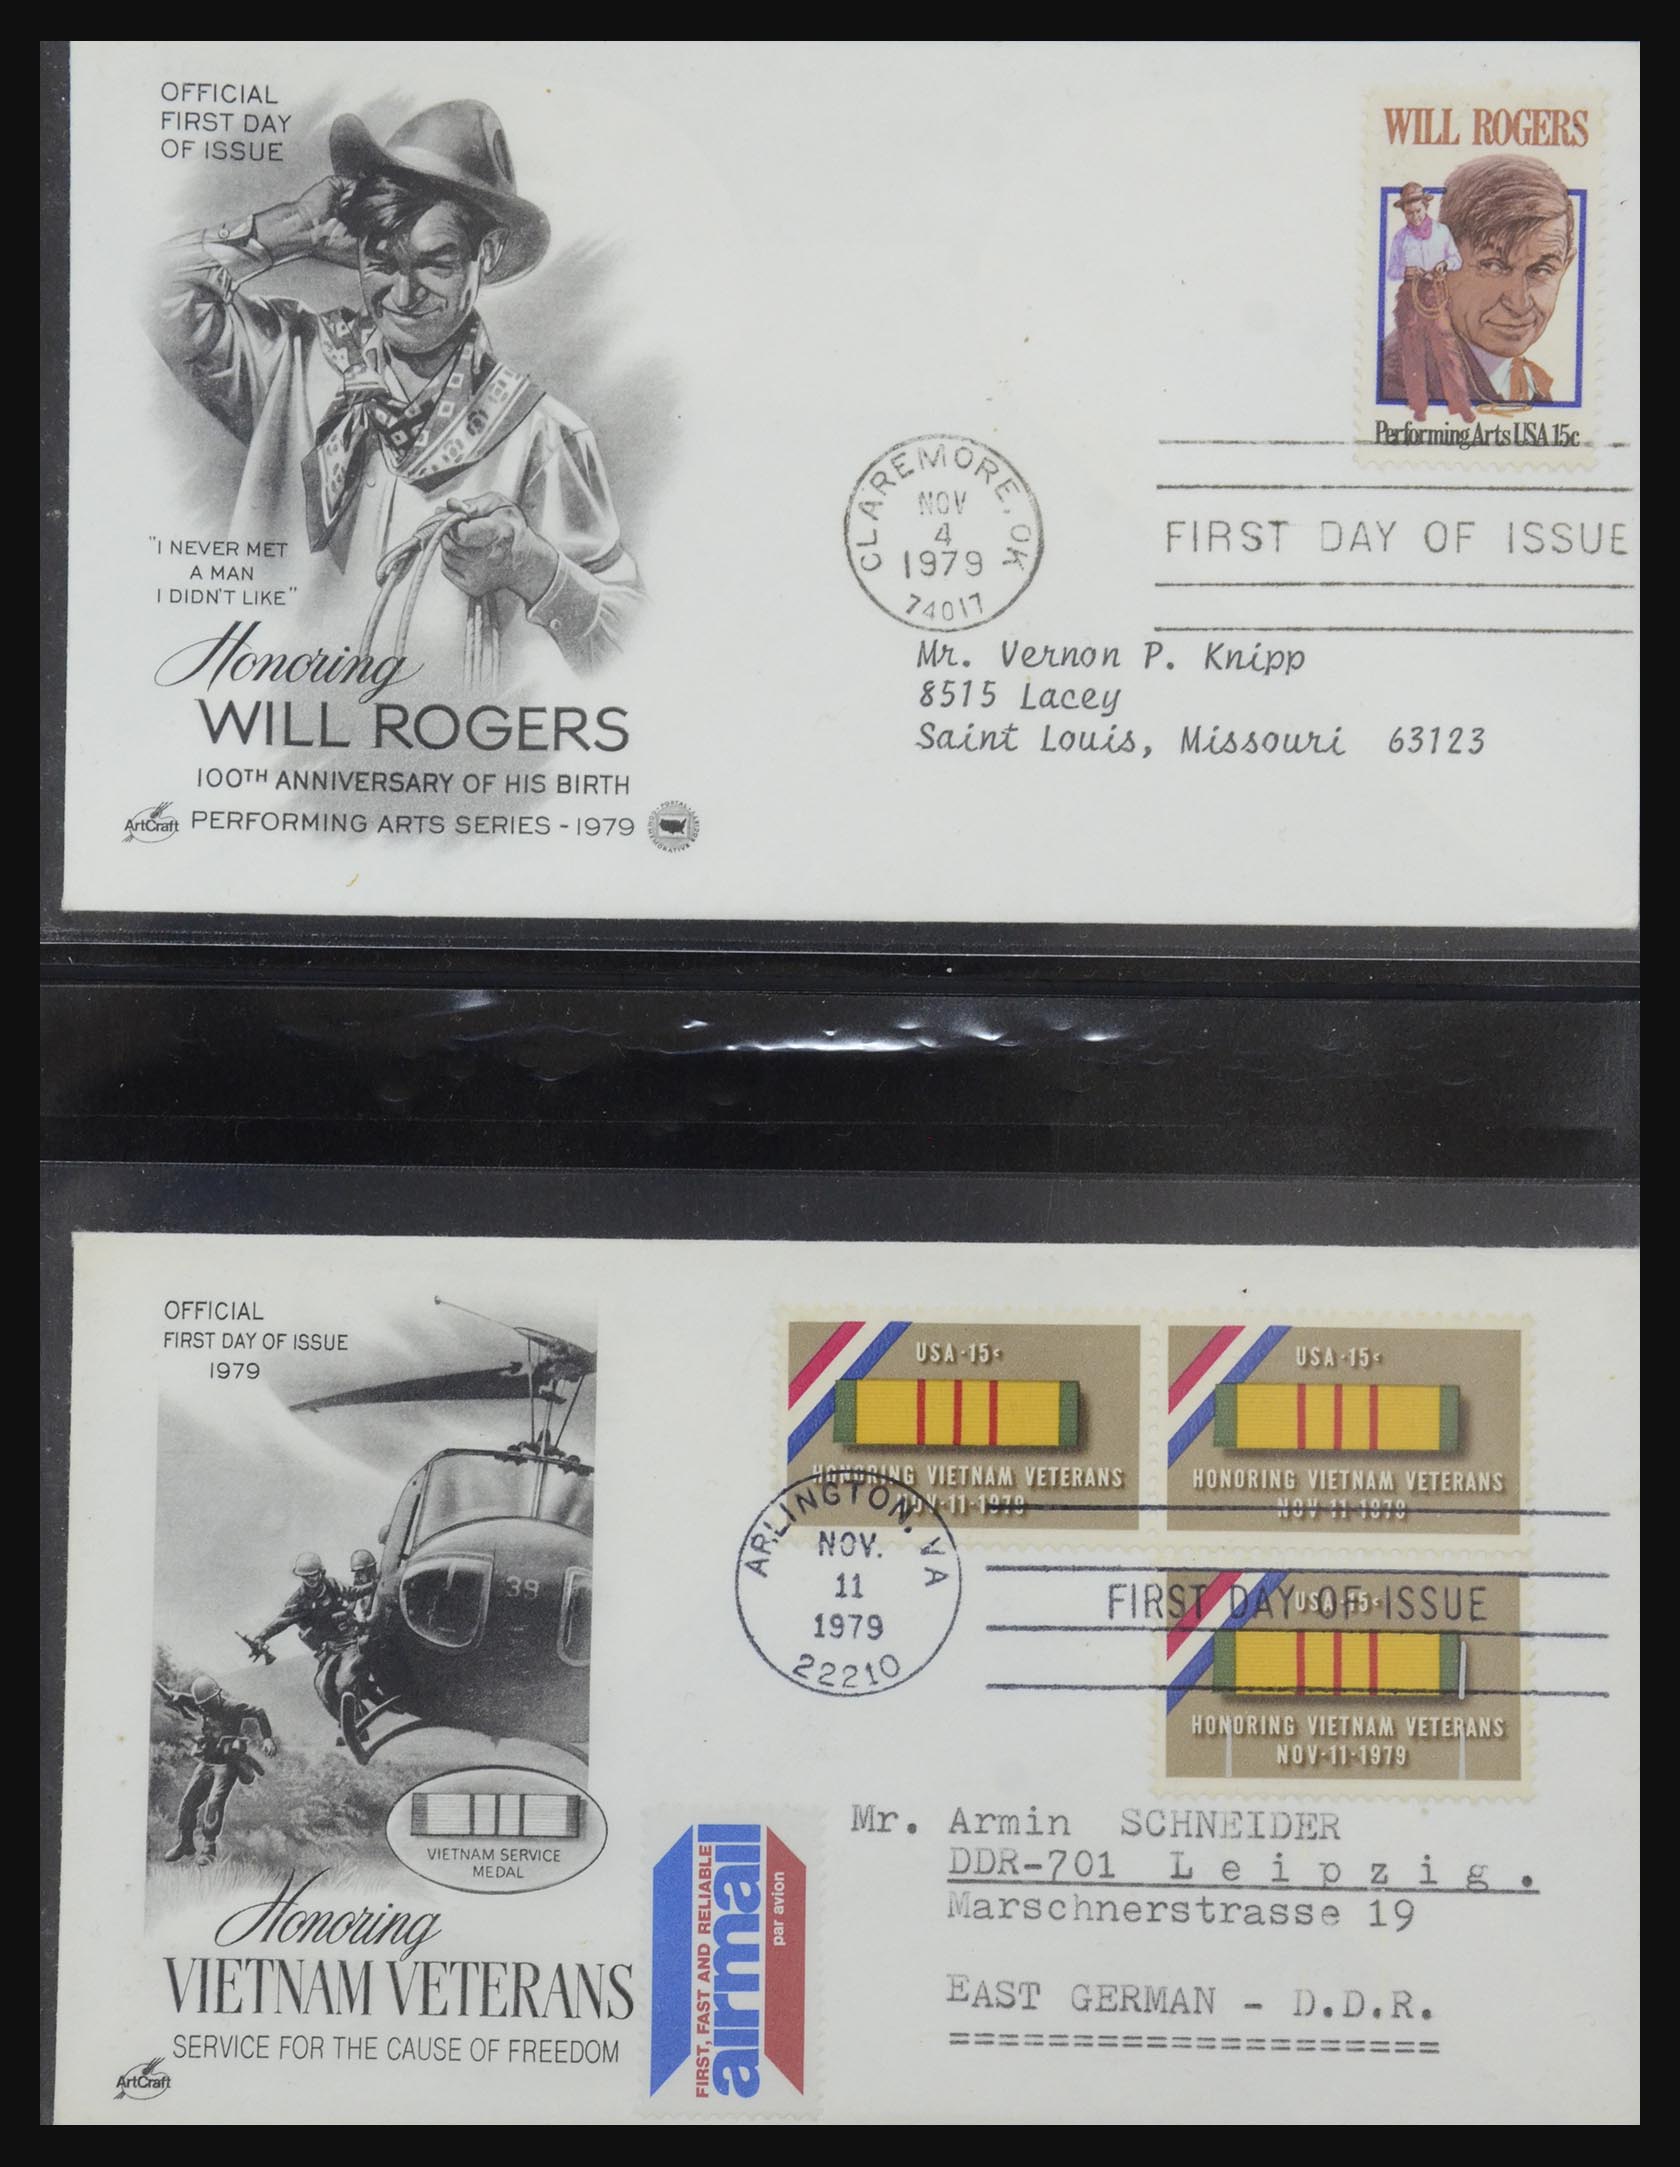 OFFICIAL
FIRST DAY
OF ISSUE
WILL ROGERS
Performing Arts USA 15c
CLAREMORE, OK
NOV
4
1979
74017
FIRST DAY OF ISSUE
"I NEVER MET
A MAN
I DIDN'T LIKE"
Honoring
WILL ROGERS
100TH ANNIVERSARY OF HIS BIRTH
ArtCraft PERFORMING ARTS SERIES - 1979
POSTAL COMMEMORATIVE SOCIETY
Mr. Vernon P. Knipp
8515 Lacey
Saint Louis, Missouri 63123
OFFICIAL
FIRST DAY OF ISSUE
1979
39
USA·15c
HONORING VIETNAM VETERANS
NOV·11·1979
USA·15c
HONORING VIETNAM VETERANS
NOV·11·1979
ARLINGTON, VA
NOV.
11
1979
22210
FIRST DAY OF ISSUE
USA·15c
HONORING VIETNAM VETERANS
NOV·11·1979
VIETNAM SERVICE
MEDAL
Honoring
VIETNAM VETERANS
SERVICE FOR THE CAUSE OF FREEDOM
ArtCraft
FIRST, FAST AND RELIABLE
airmail
par avion
Mr. Armin SCHNEIDER
DDR-701 L e i p z i g .
Marschnerstrasse 19
EAST GERMAN - D.D.R.
====================